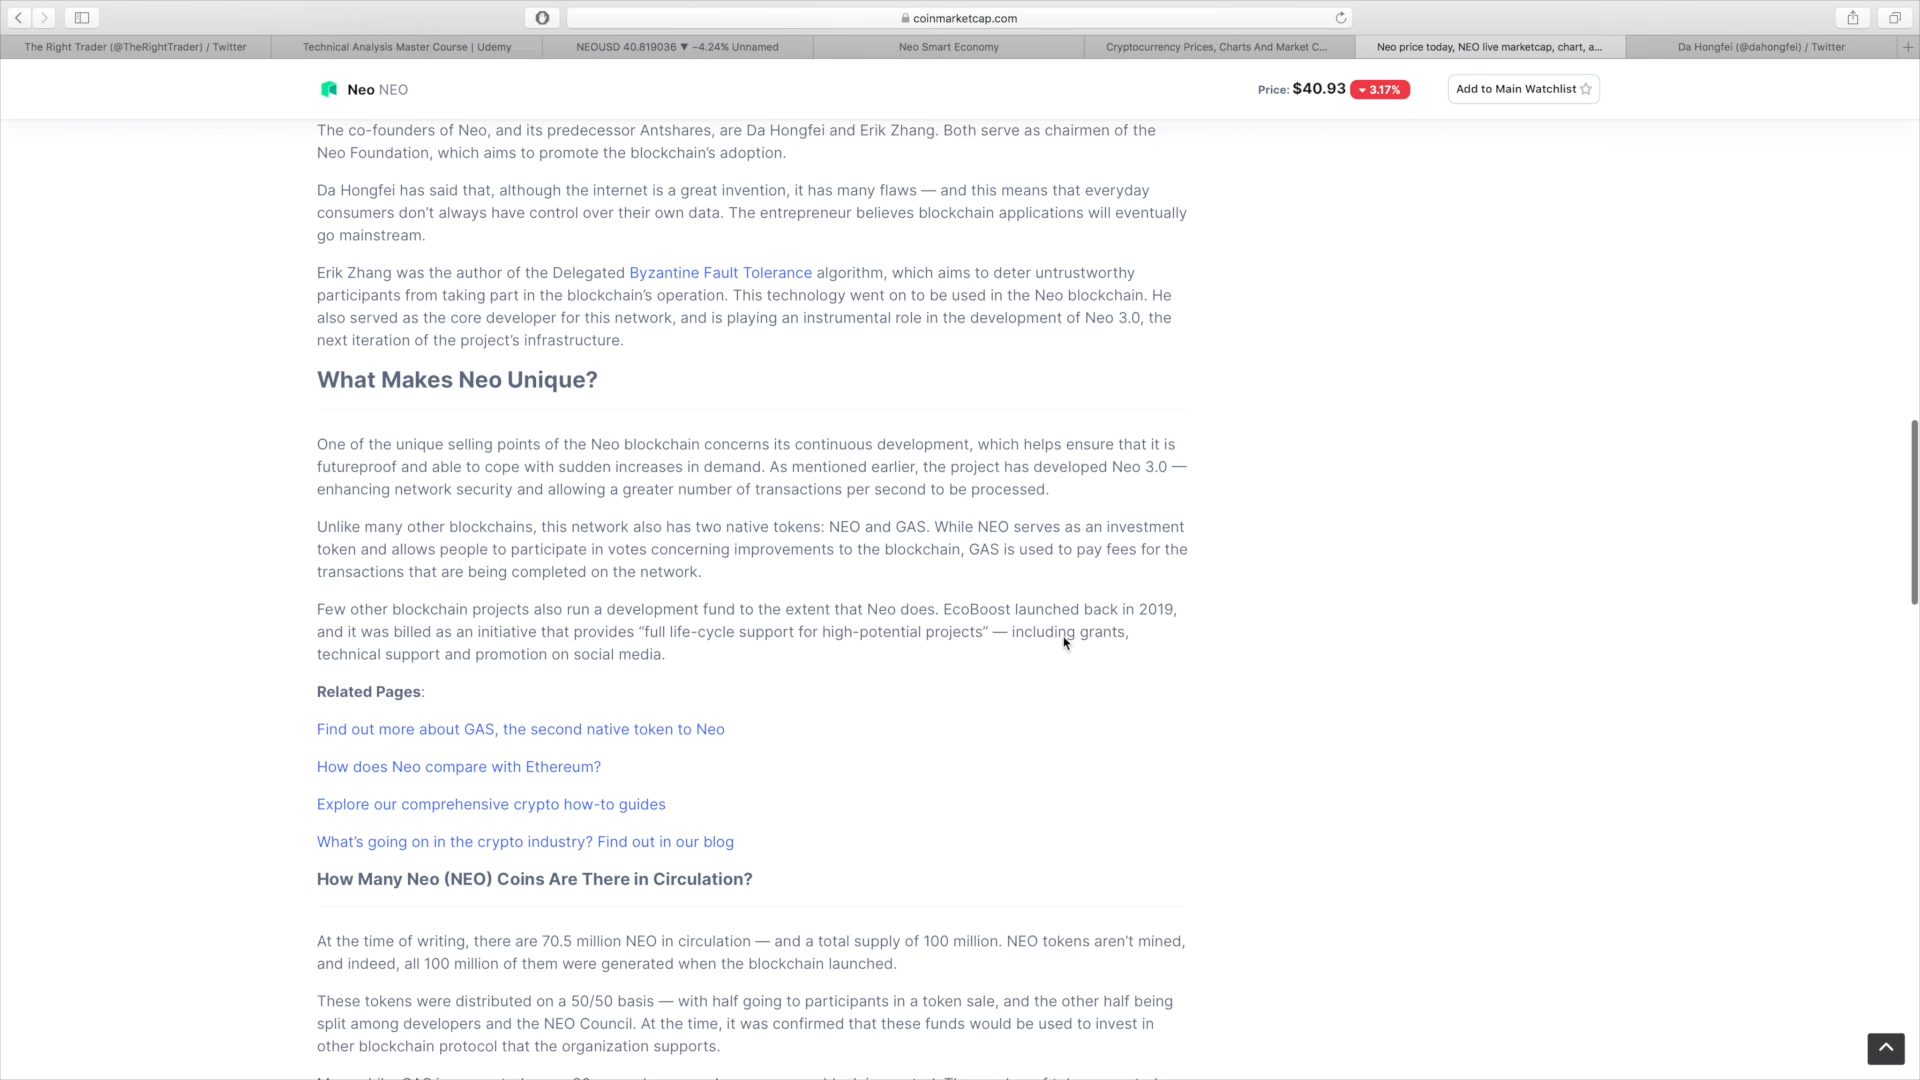 coinmarketcap.com
The Right Trader (@TheRightTrader) / Twitter
Technical Analysis Master Course | Udemy
NEOUSD 40.819036 ▼ −4.24% Unnamed
Neo Smart Economy
Cryptocurrency Prices, Charts And Market C...
Neo price today, NEO live marketcap, chart, a...
Da Hongfei (@dahongfei) / Twitter
Neo NEO
Price: $40.93 3.17%
Add to Main Watchlist
The co-founders of Neo, and its predecessor Antshares, are Da Hongfei and Erik Zhang. Both serve as chairmen of the
Neo Foundation, which aims to promote the blockchain’s adoption.
Da Hongfei has said that, although the internet is a great invention, it has many flaws — and this means that everyday
consumers don’t always have control over their own data. The entrepreneur believes blockchain applications will eventually
go mainstream.
Erik Zhang was the author of the Delegated Byzantine Fault Tolerance algorithm, which aims to deter untrustworthy
participants from taking part in the blockchain’s operation. This technology went on to be used in the Neo blockchain. He
also served as the core developer for this network, and is playing an instrumental role in the development of Neo 3.0, the
next iteration of the project’s infrastructure.
What Makes Neo Unique?
One of the unique selling points of the Neo blockchain concerns its continuous development, which helps ensure that it is
futureproof and able to cope with sudden increases in demand. As mentioned earlier, the project has developed Neo 3.0 —
enhancing network security and allowing a greater number of transactions per second to be processed.
Unlike many other blockchains, this network also has two native tokens: NEO and GAS. While NEO serves as an investment
token and allows people to participate in votes concerning improvements to the blockchain, GAS is used to pay fees for the
transactions that are being completed on the network.
Few other blockchain projects also run a development fund to the extent that Neo does. EcoBoost launched back in 2019,
and it was billed as an initiative that provides “full life-cycle support for high-potential projects” — including grants,
technical support and promotion on social media.
Related Pages:
Find out more about GAS, the second native token to Neo
How does Neo compare with Ethereum?
Explore our comprehensive crypto how-to guides
What’s going on in the crypto industry? Find out in our blog
How Many Neo (NEO) Coins Are There in Circulation?
At the time of writing, there are 70.5 million NEO in circulation — and a total supply of 100 million. NEO tokens aren’t mined,
and indeed, all 100 million of them were generated when the blockchain launched.
These tokens were distributed on a 50/50 basis — with half going to participants in a token sale, and the other half being
split among developers and the NEO Council. At the time, it was confirmed that these funds would be used to invest in
other blockchain protocol that the organization supports.